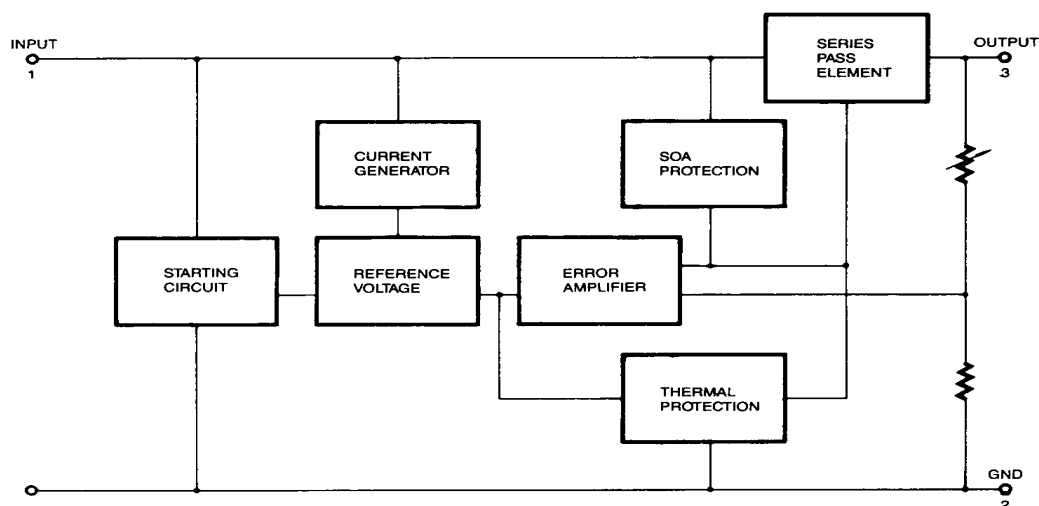 INPUT
1
SERIES
PASS
ELEMENT
OUTPUT
3
CURRENT
GENERATOR
SOA
PROTECTION
STARTING
CIRCUIT
REFERENCE
VOLTAGE
ERROR
AMPLIFIER
THERMAL
PROTECTION
GND
2